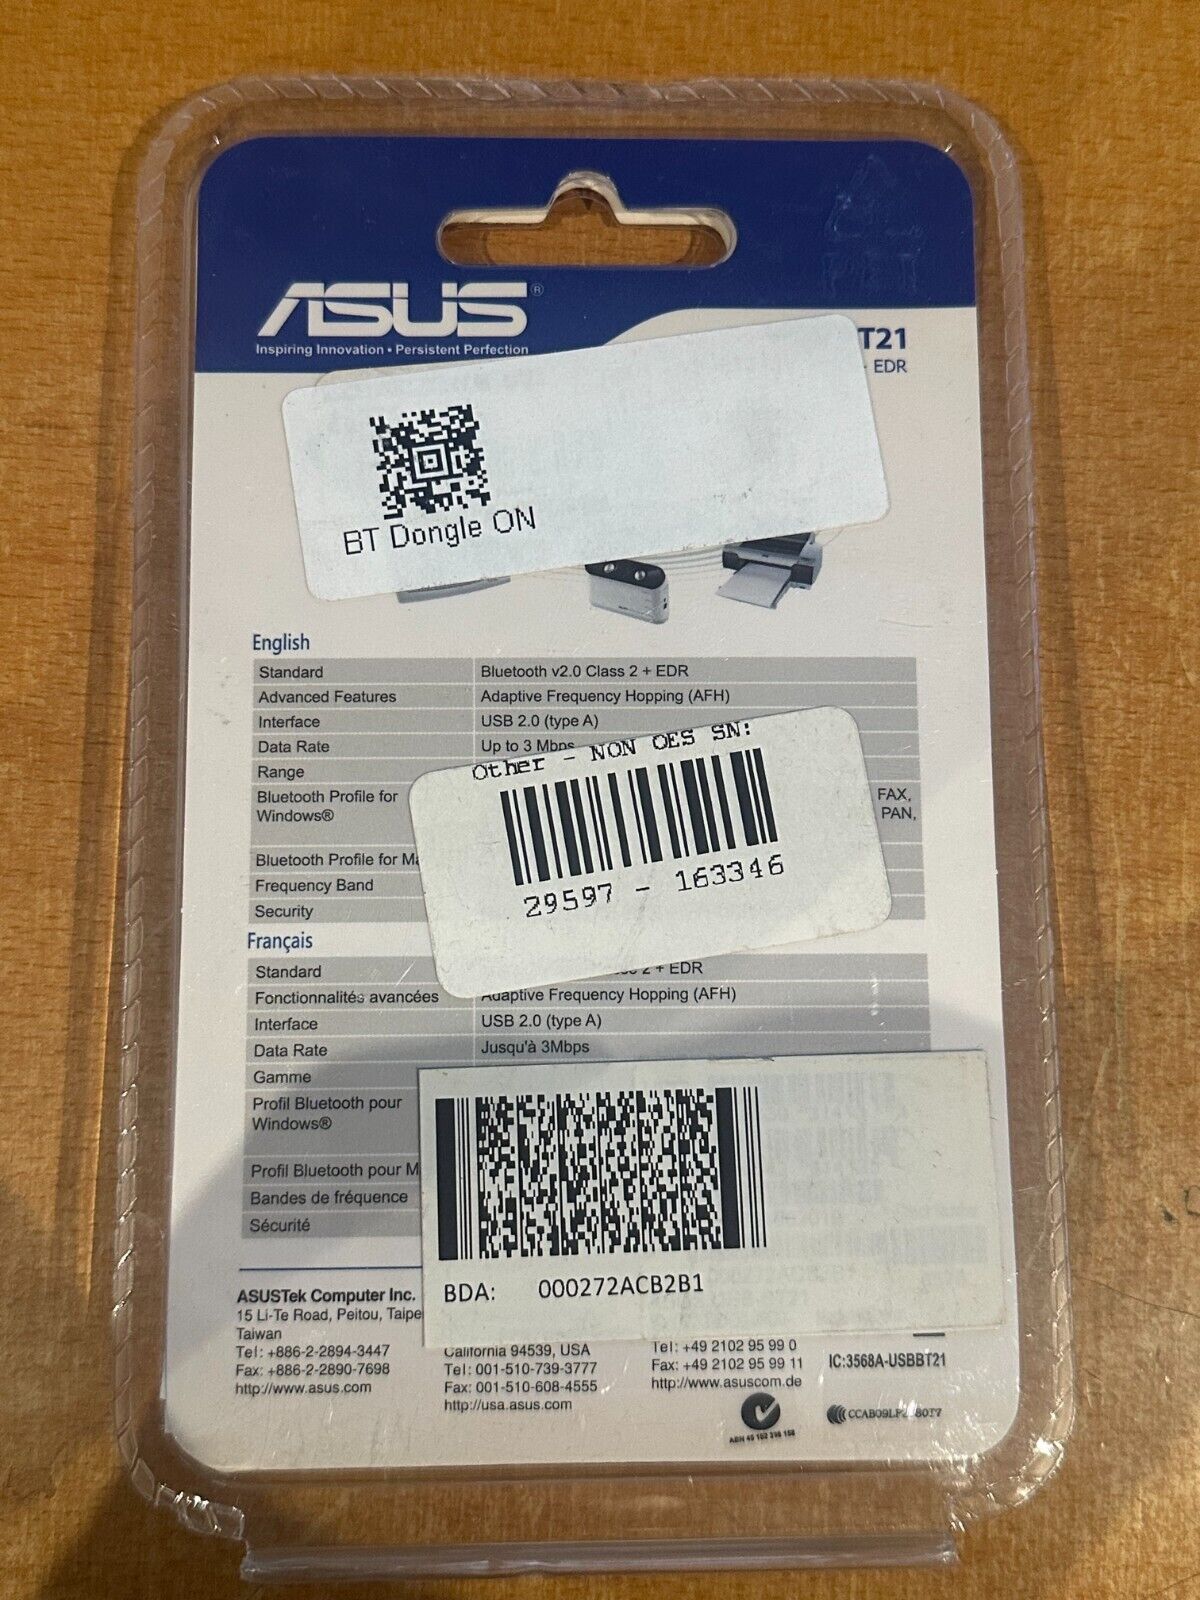 ASUS®
Inspiring Innovation • Persistent Perfection
T21
EDR
BT Dongle ON
English
Standard Bluetooth v2.0 Class 2 + EDR
Advanced Features Adaptive Frequency Hopping (AFH)
Interface USB 2.0 (type A)
Data Rate Up to 3 Mbps
Range
Bluetooth Profile for FAX,
Windows® PAN,
Bluetooth Profile for
Frequency Band
Security
Other - NON OES SN:
29597 - 163346
Français
Standard 2 + EDR
Fonctionnalités avancées Adaptive Frequency Hopping (AFH)
Interface USB 2.0 (type A)
Data Rate Jusqu'à 3Mbps
Gamme
Profil Bluetooth pour
Windows®
Profil Bluetooth pour M
Bandes de fréquence
Sécurité
BDA: 000272ACB2B1
ASUSTek Computer Inc.
15 Li-Te Road, Peitou, Taipe
Taiwan
Tel: +886-2-2894-3447
Fax: +886-2-2890-7698
http://www.asus.com
California 94539, USA
Tel: 001-510-739-3777
Fax: 001-510-608-4555
http://usa.asus.com
Tel: +49 2102 95 99 0
Fax: +49 2102 95 99 11
http://www.asuscom.de
IC:3568A-USBBT21